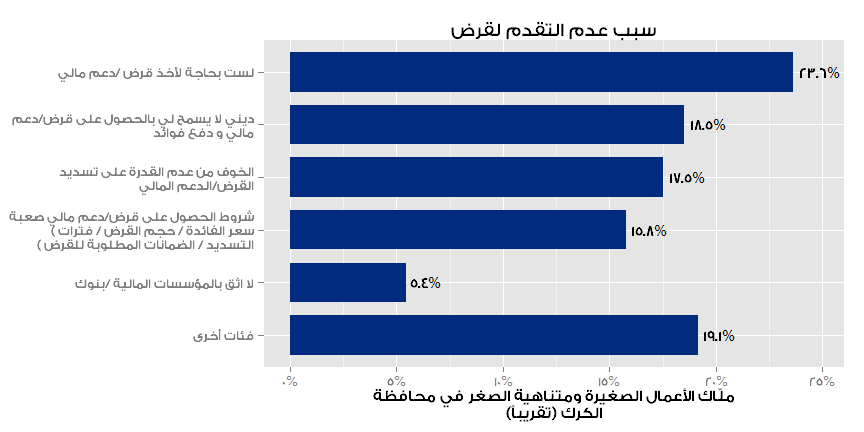 سبب عدم التقدم لقرض
لست بحاجة لأخذ قرض /دعم مالي
٢٣.٦%
ديني لا يسمح لي بالحصول على قرض/دعم
مالي و دفع فوائد
١٨.٥%
الخوف من عدم القدرة على تسديد
القرض/الدعم المالي
١٧.٥%
شروط الحصول على قرض/دعم مالي صعبة
سعر الفائدة / حجم القرض / فترات )
التسديد / الضمانات المطلوبة للقرض )
١٥.٨%
لا اثق بالمؤسسات المالية /بنوك
٥.٤%
فئات أخرى
١٩.١%
٠% ٥% ١٠% ١٥% ٢٠% ٢٥%
ملّاك الأعمال الصغيرة ومتناهية الصغر في محافظة
الكرك (تقريباً)